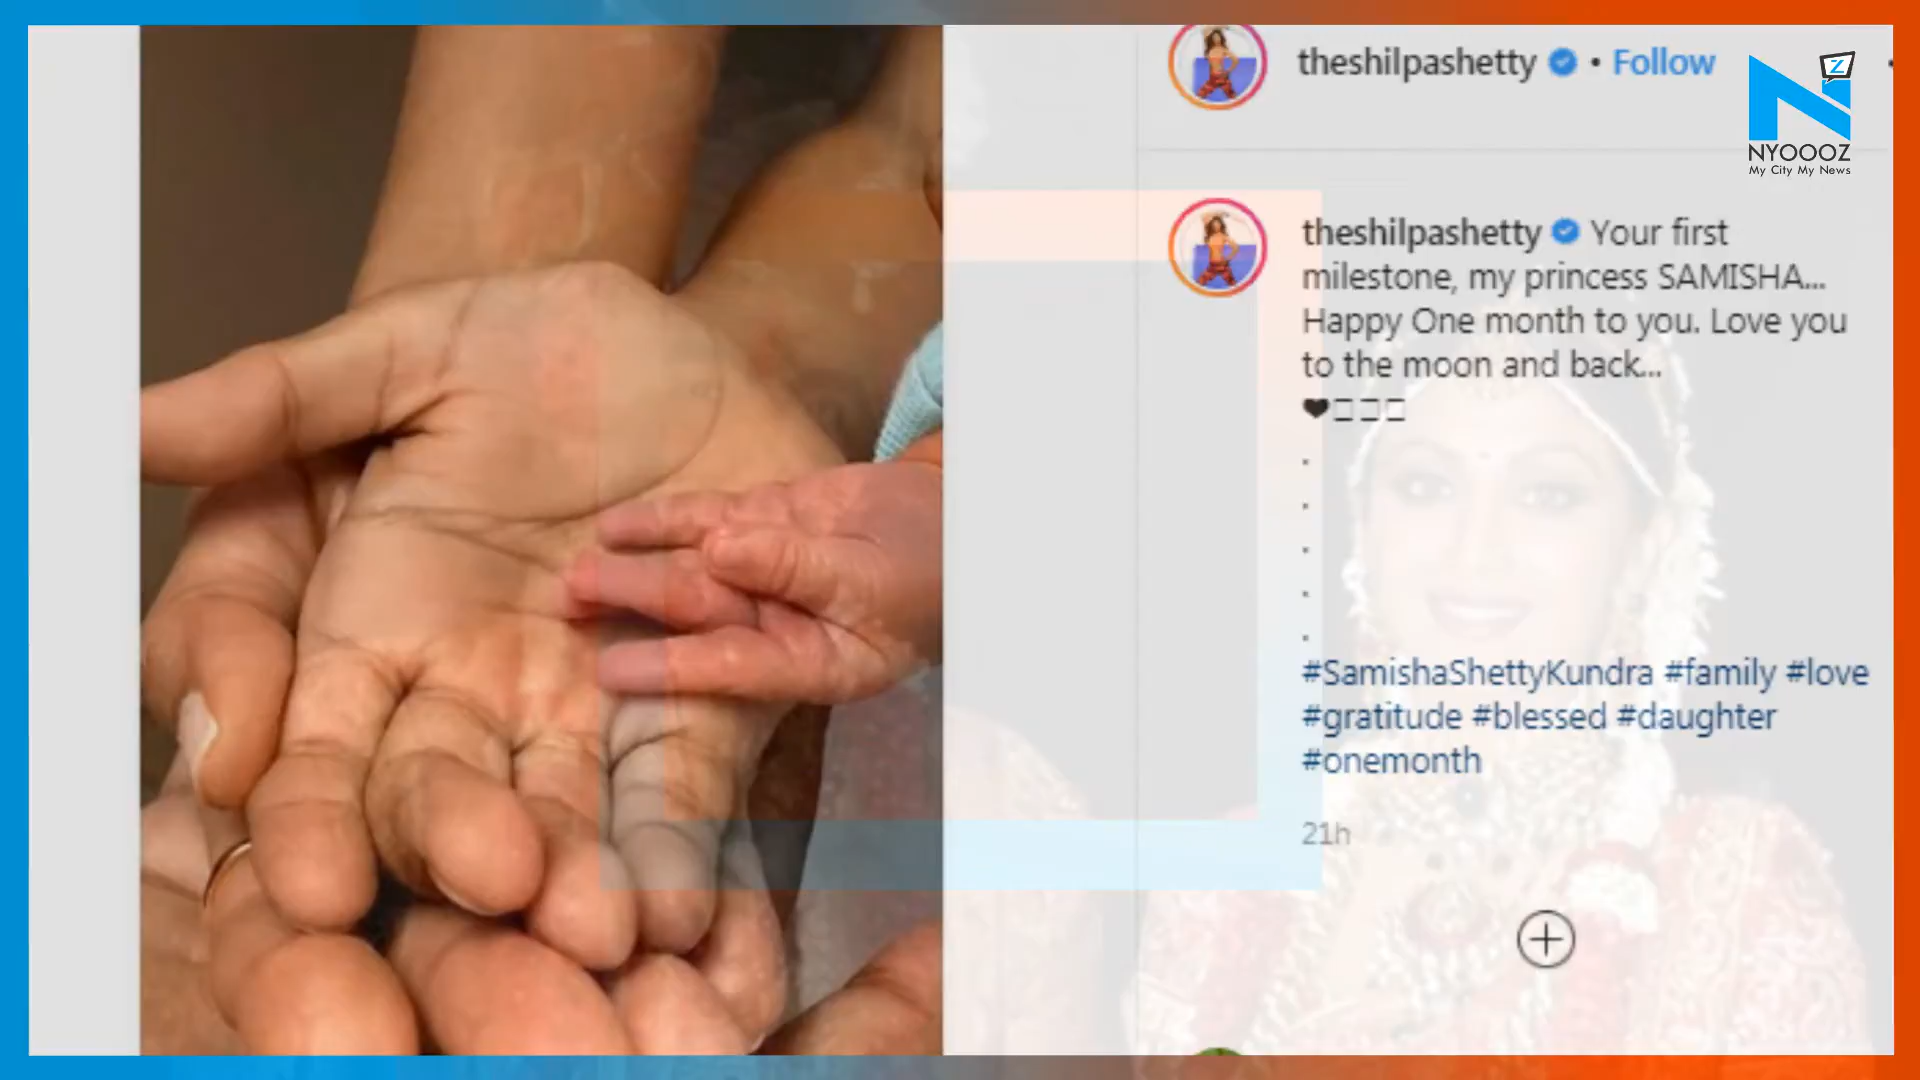 theshilpashetty • Follow
Z
NYOOOZ
My City My News
theshilpashetty Your first
milestone, my princess SAMISHA...
Happy One month to you. Love you
to the moon and back...
♥□□□
.
.
.
.
.
#SamishaShettyKundra #family #love
#gratitude #blessed #daughter
#onemonth
21h